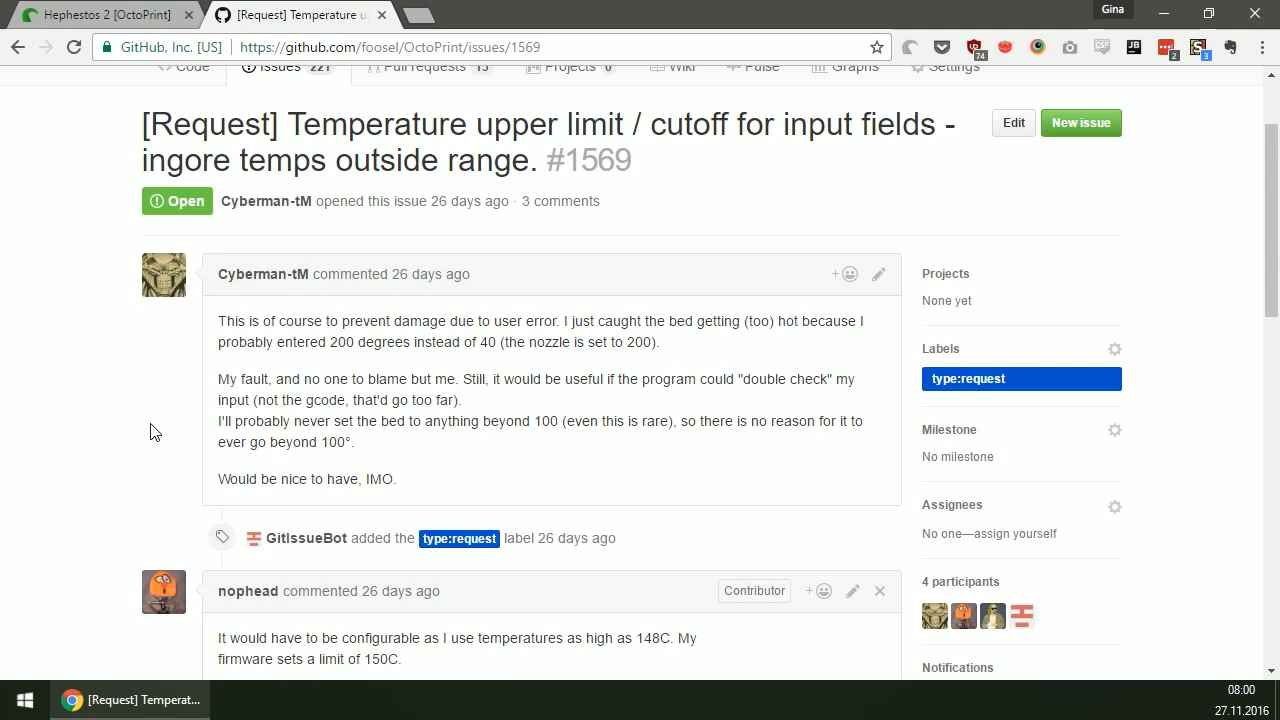 Hephestos 2 [OctoPrint]
[Request] Temperature u
Gina
GitHub, Inc. [US]
https://github.com/foosel/OctoPrint/issues/1569
74
JB
2
3
Code
Issues 221
Pull requests 15
Projects 0
Wiki
Pulse
Graphs
Settings
[Request] Temperature upper limit / cutoff for input fields -
ingore temps outside range. #1569
Edit
New issue
Open
Cyberman-tM opened this issue 26 days ago · 3 comments
Cyberman-tM commented 26 days ago
This is of course to prevent damage due to user error. I just caught the bed getting (too) hot because I
probably entered 200 degrees instead of 40 (the nozzle is set to 200).
My fault, and no one to blame but me. Still, it would be useful if the program could "double check" my
input (not the gcode, that'd go too far).
I'll probably never set the bed to anything beyond 100 (even this is rare), so there is no reason for it to
ever go beyond 100°.
Would be nice to have, IMO.
GitIssueBot added the type:request label 26 days ago
nophead commented 26 days ago
Contributor
It would have to be configurable as I use temperatures as high as 148C. My
firmware sets a limit of 150C.
Projects
None yet
Labels
type:request
Milestone
No milestone
Assignees
No one—assign yourself
4 participants
Notifications
[Request] Temperat...
08:00
27.11.2016